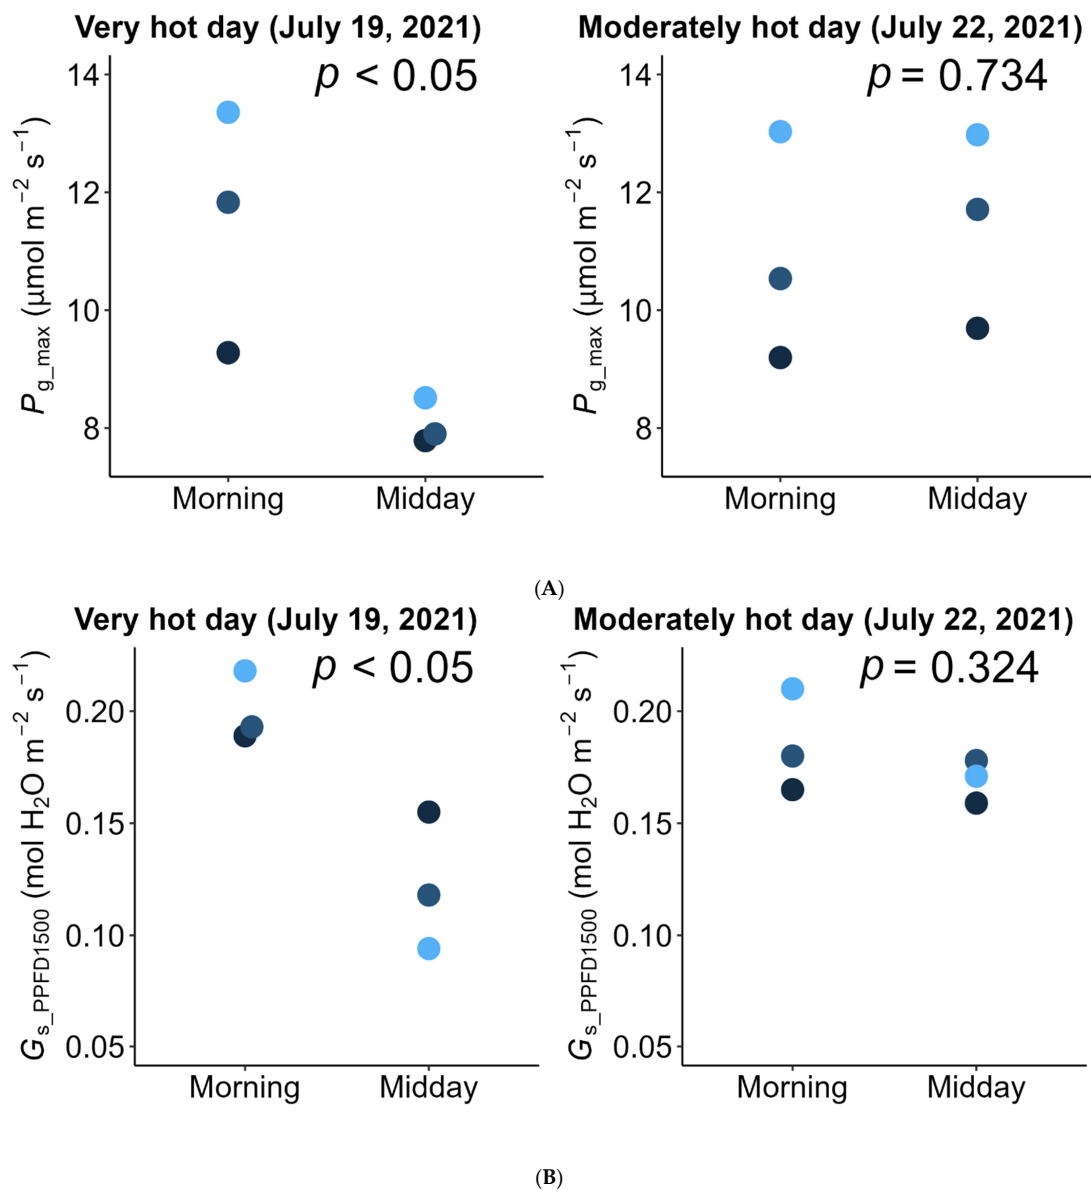 Very hot day (July 19, 2021)
p < 0.05
14
12
10
8
P g_max (µmol m−2 s−1)
Morning
Midday
Moderately hot day (July 22, 2021)
p = 0.734
14
12
10
8
P g_max (µmol m−2 s−1)
Morning
Midday
(A)
Very hot day (July 19, 2021)
p < 0.05
0.20
0.15
0.10
0.05
G s_PPFD1500 (mol H2O m−2 s−1)
Morning
Midday
Moderately hot day (July 22, 2021)
p = 0.324
0.20
0.15
0.10
0.05
G s_PPFD1500 (mol H2O m−2 s−1)
Morning
Midday
(B)